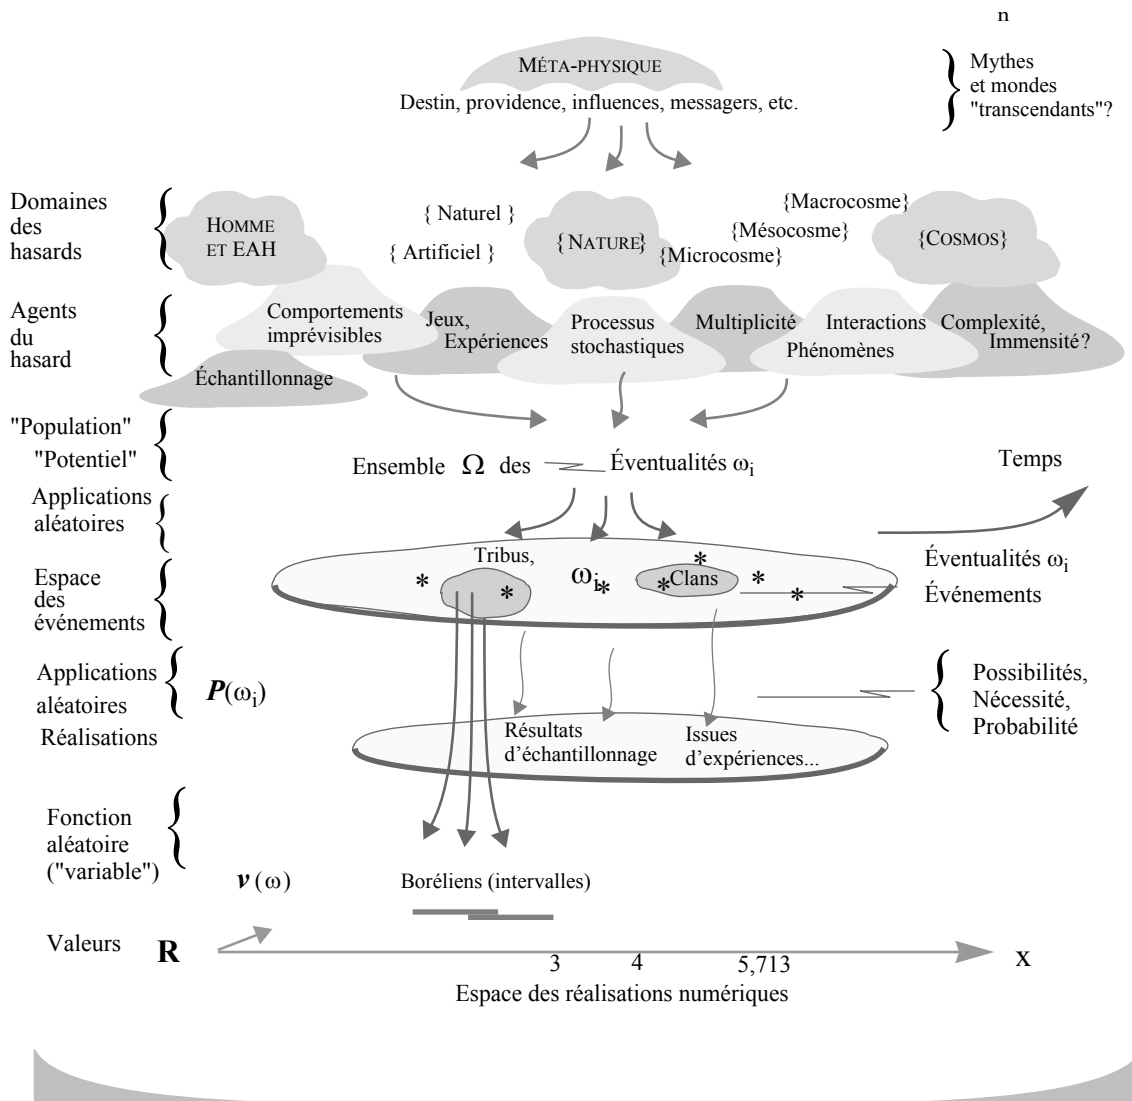 n
MÉTA-PHYSIQUE
Destin, providence, influences, messagers, etc.
Mythes
et mondes
"transcendants"?
Domaines
des
hasards
HOMME
ET EAH
{ Naturel }
{ Artificiel }
{NATURE}
{Macrocosme}
{Mésocosme}
{Microcosme}
{COSMOS}
Agents
du
hasard
Comportements
imprévisibles
Échantillonnage
Jeux,
Expériences
Processus
stochastiques
Multiplicité
Interactions
Phénomènes
Complexité,
Immensité ?
"Population"
"Potentiel"
Ensemble Ω des Éventualités ωi
Temps
Applications
aléatoires
Espace
des
événements
Tribus,
* * ωi * * * Clans * *
Éventualités ωi
Événements
Applications
aléatoires
Réalisations
P(ωi)
Résultats
d’échantillonnage
Issues
d’expériences...
Possibilités,
Nécessité,
Probabilité
Fonction
aléatoire
("variable")
v (ω)
Boréliens (intervalles)
Valeurs R
3 4 5,713
x
Espace des réalisations numériques